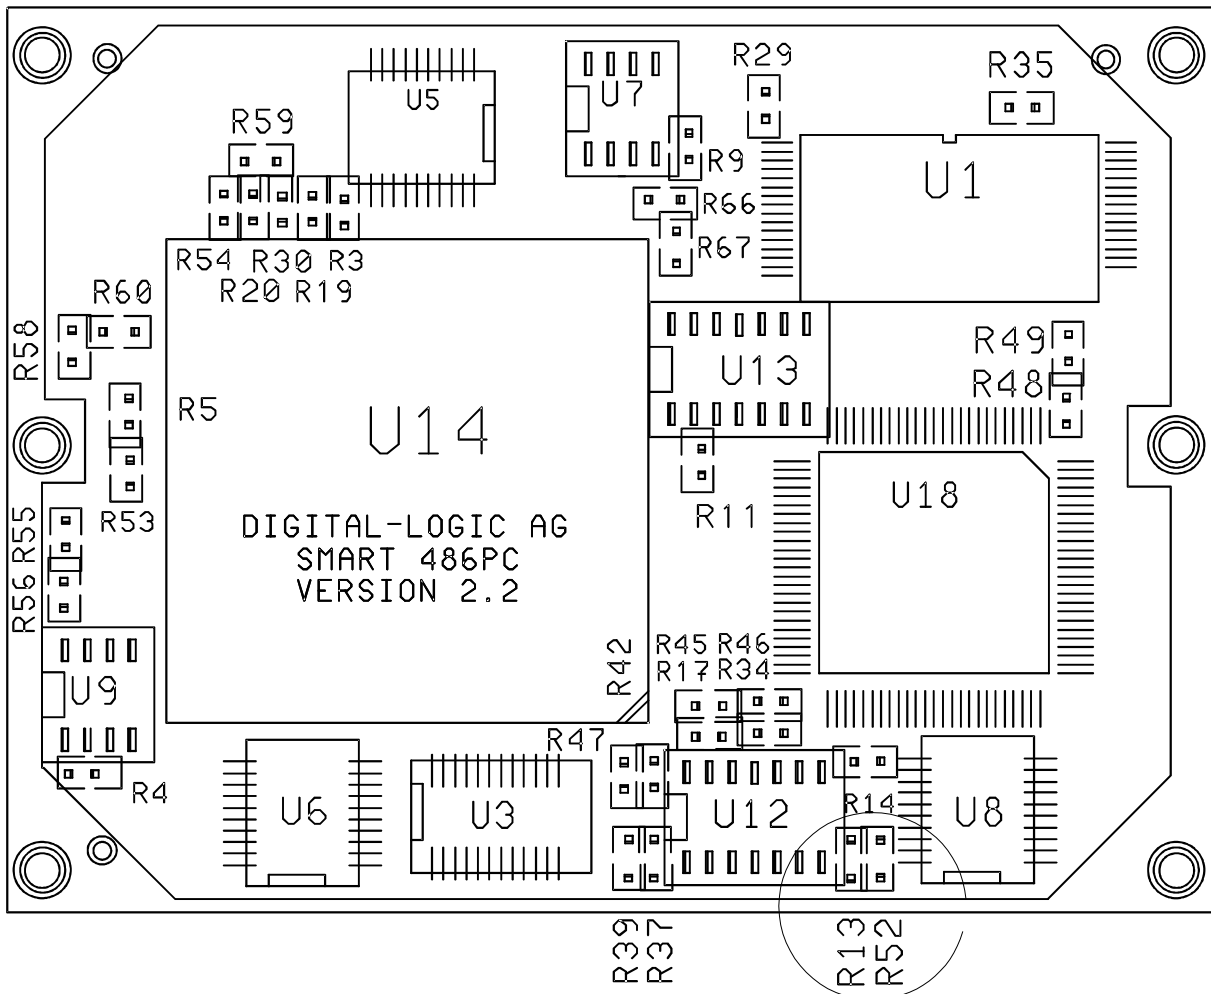 R29
R35
U5
U7
R59
R9
U1
R66
R54
R30
R3
R67
R20
R19
R60
R58
U13
R49
R48
R5
U14
U18
R11
R53
R55
DIGITAL-LOGIC AG
SMART 486PC
VERSION 2.2
R56
R45
R46
R42
R17
R34
U9
R47
R4
U6
U3
U12
R14
U8
R39
R37
R13
R52